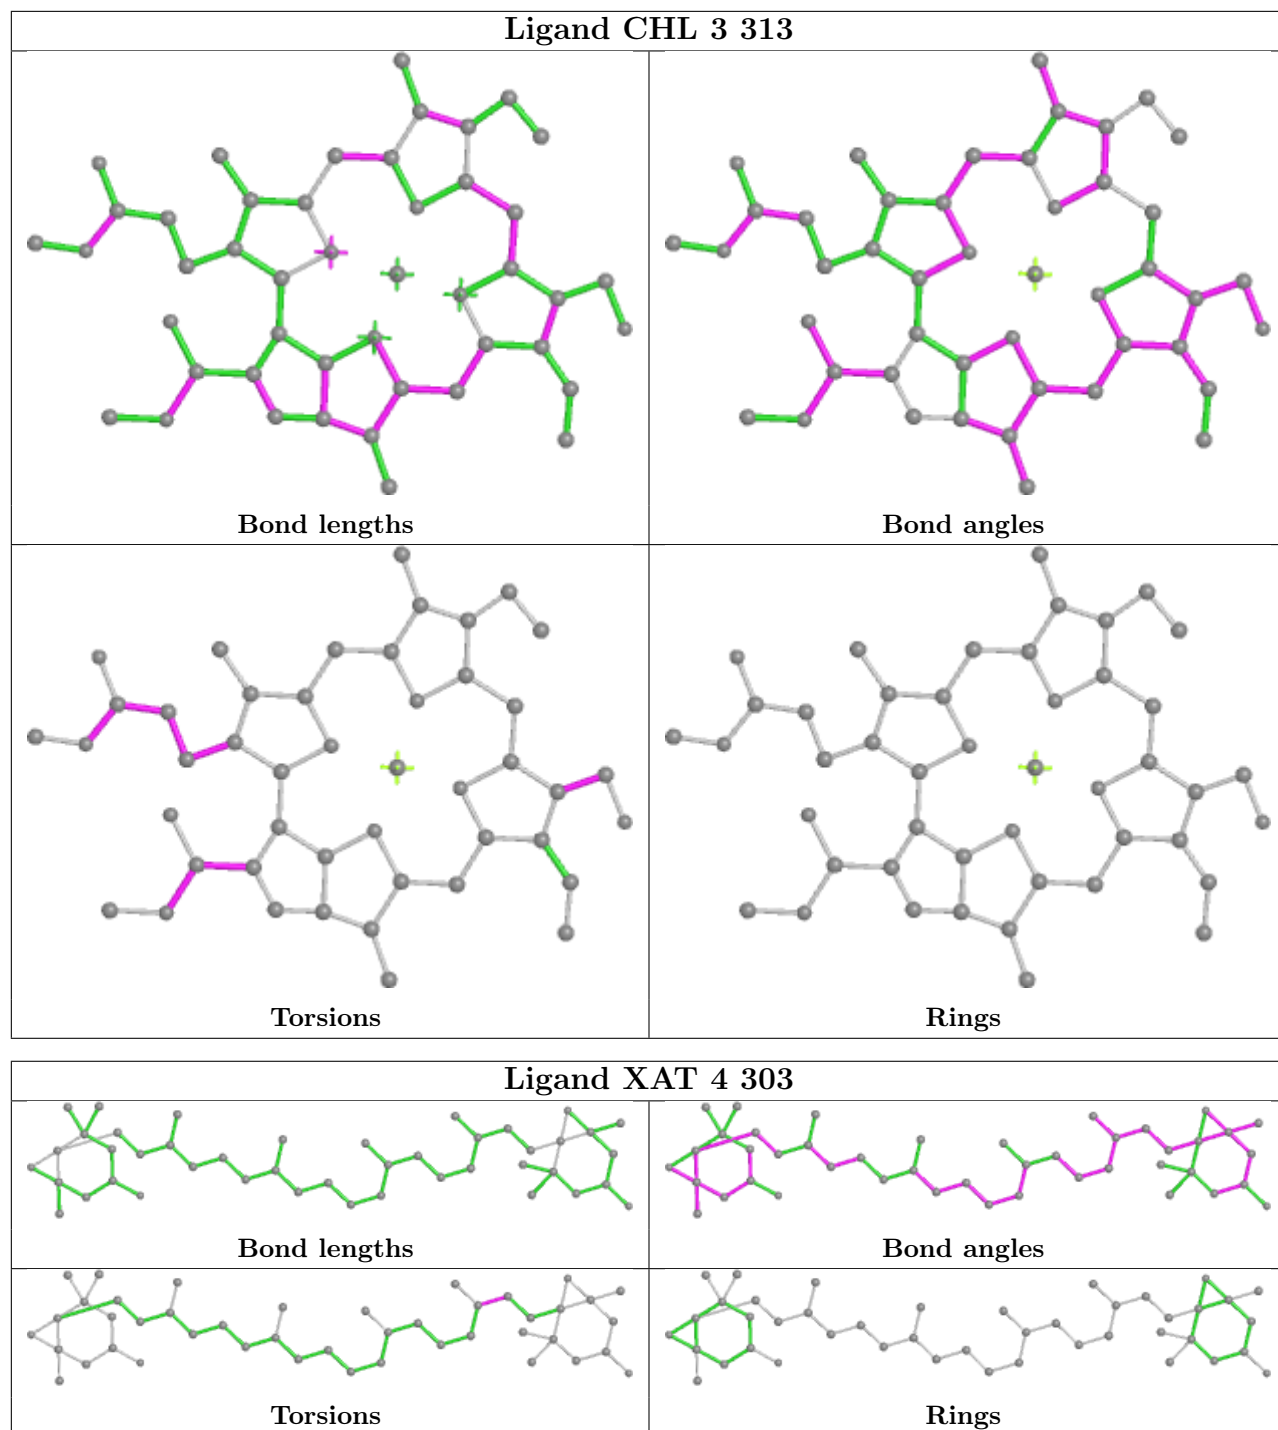 Ligand CHL 3 313
Bond lengths
Bond angles
Torsions
Rings
Ligand XAT 4 303
Bond lengths
Bond angles
Torsions
Rings